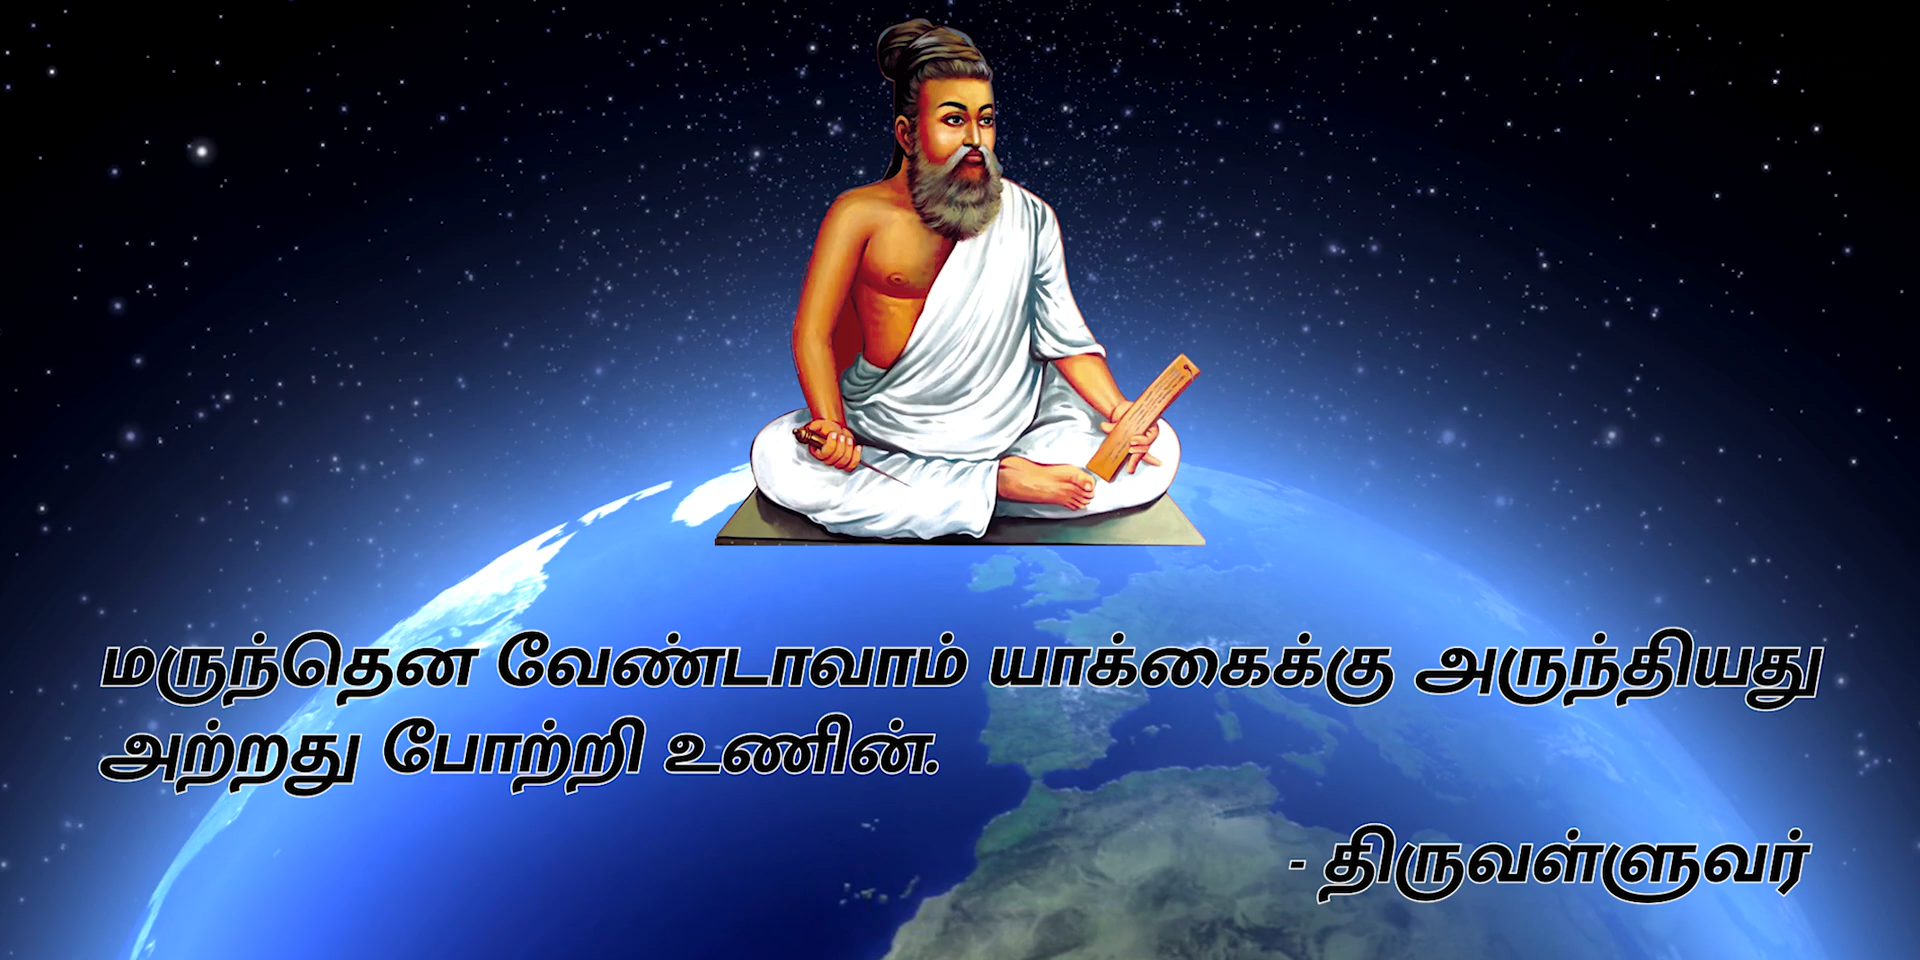 மருந்தென வேண்டாவாம் யாக்கைக்கு அருந்தியது
அற்றது போற்றி உணின்.
- திருவள்ளுவர்